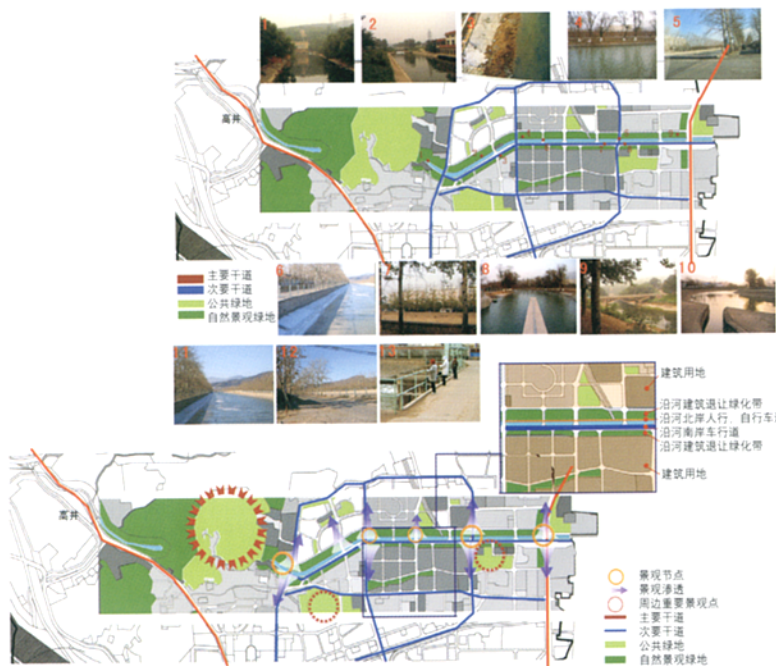 1
2
3
4
5
高井
主要干道
次要干道
公共绿地
自然景观绿地
6
7
8
9
10
11
12
13
建筑用地
沿河建筑退让绿化带
沿河北岸人行、自行车
沿河南岸车行道
沿河建筑退让绿化带
建筑用地
高井
景观节点
景观渗透
周边重要景观点
主要干道
次要干道
公共绿地
自然景观绿地